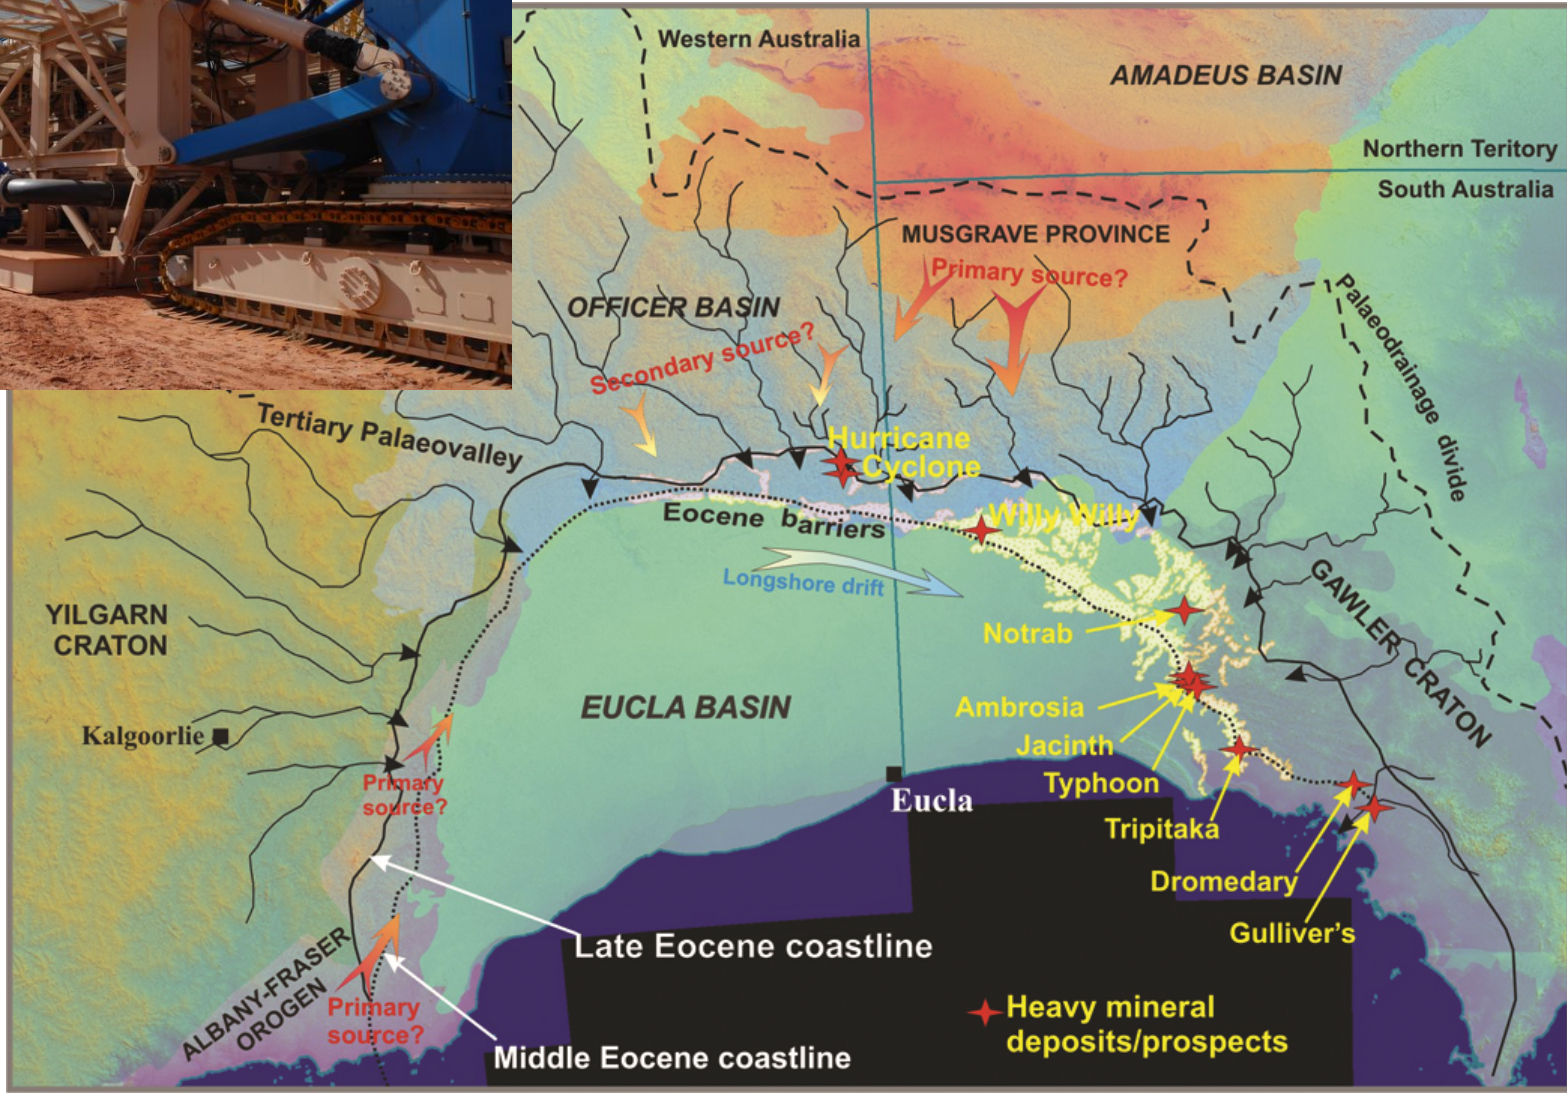 Western Australia
AMADEUS BASIN
Northern Teritory
South Australia
MUSGRAVE PROVINCE
Primary source?
OFFICER BASIN
Secondary source?
Palaeodrainage divide
Tertiary Palaeovalley
Hurricane
Cyclone
Eocene barriers
Willy Willy
Longshore drift
GAWLER CRATON
YILGARN
CRATON
Notrab
EUCLA BASIN
Ambrosia
Jacinth
Typhoon
Kalgoorlie
Primary
source?
Eucla
Tripitaka
Dromedary
Gulliver's
Late Eocene coastline
ALBANY-FRASER
OROGEN
Primary
source?
Middle Eocene coastline
Heavy mineral
deposits/prospects